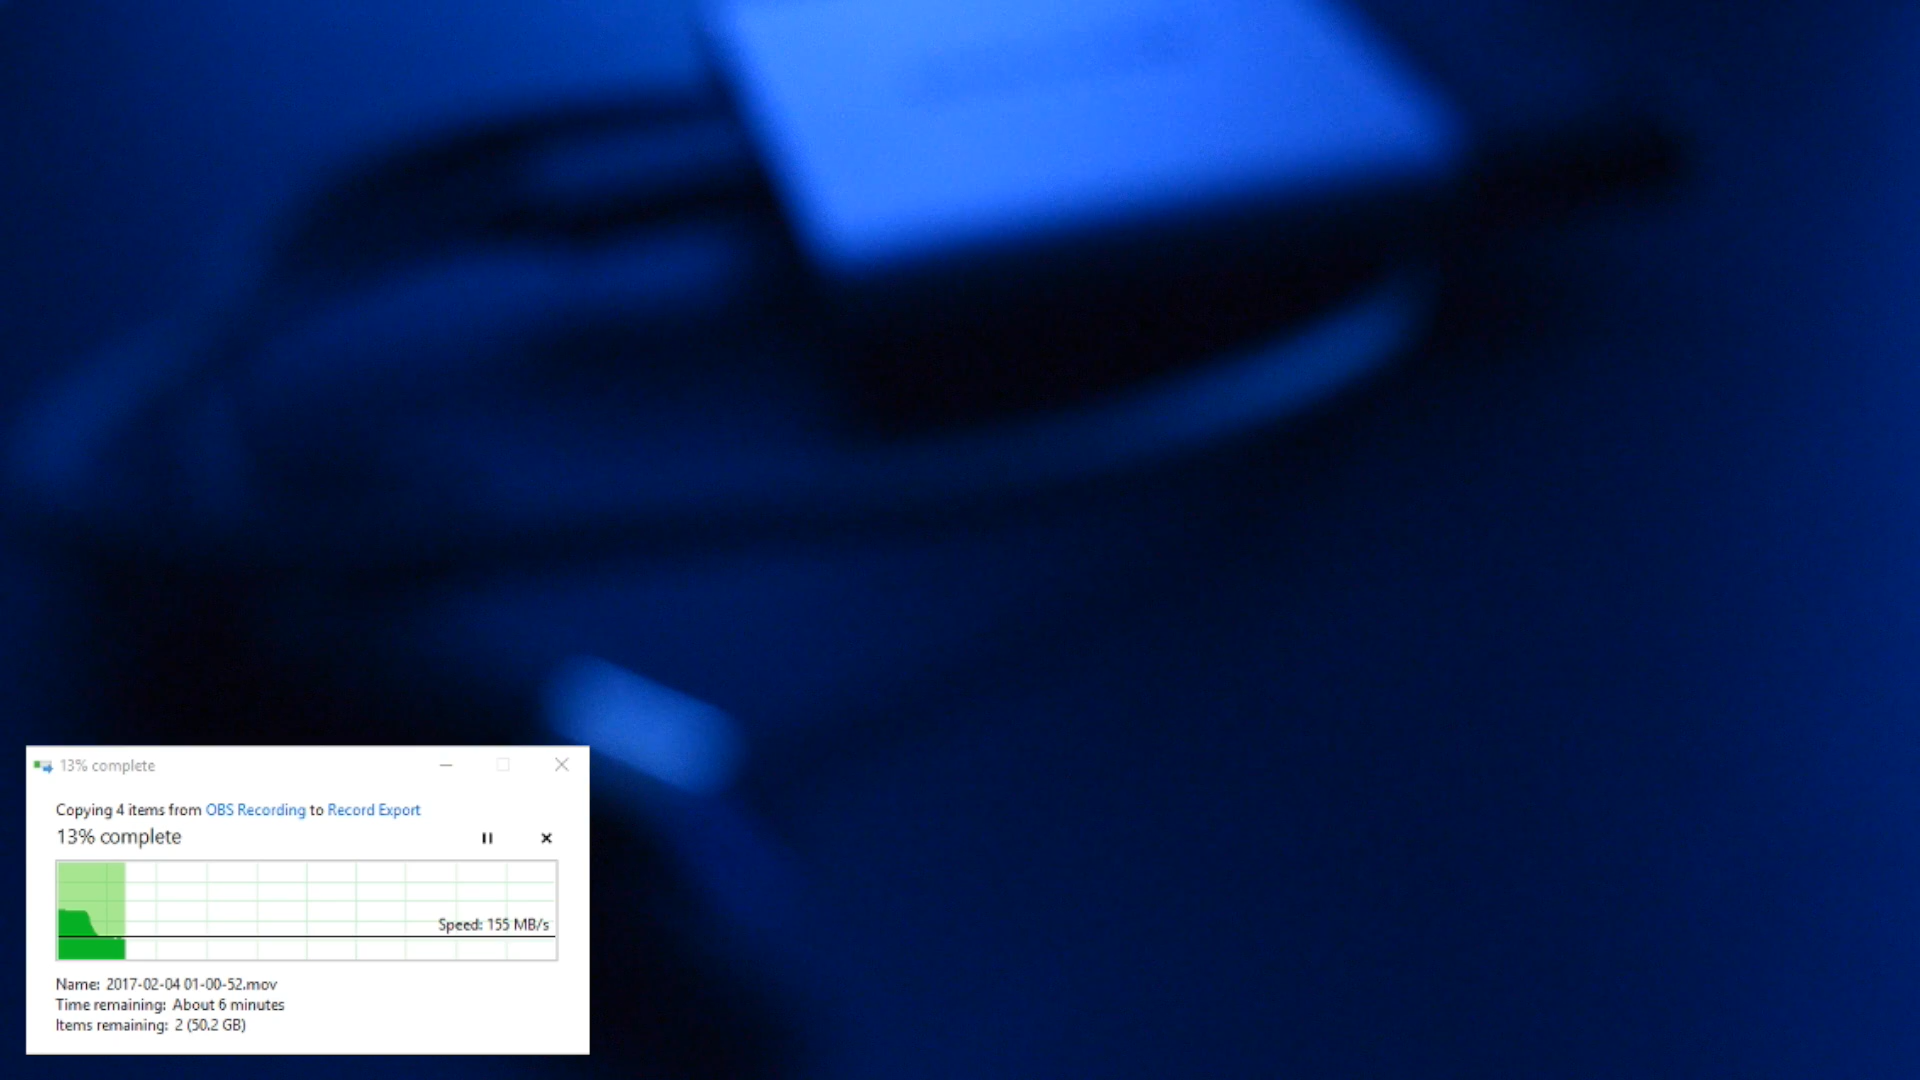 13% complete
Copying 4 items from OBS Recording to Record Export
13% complete
Speed: 155 MB/s
Name: 2017-02-04 01-00-52.mov
Time remaining: About 6 minutes
Items remaining: 2 (50.2 GB)